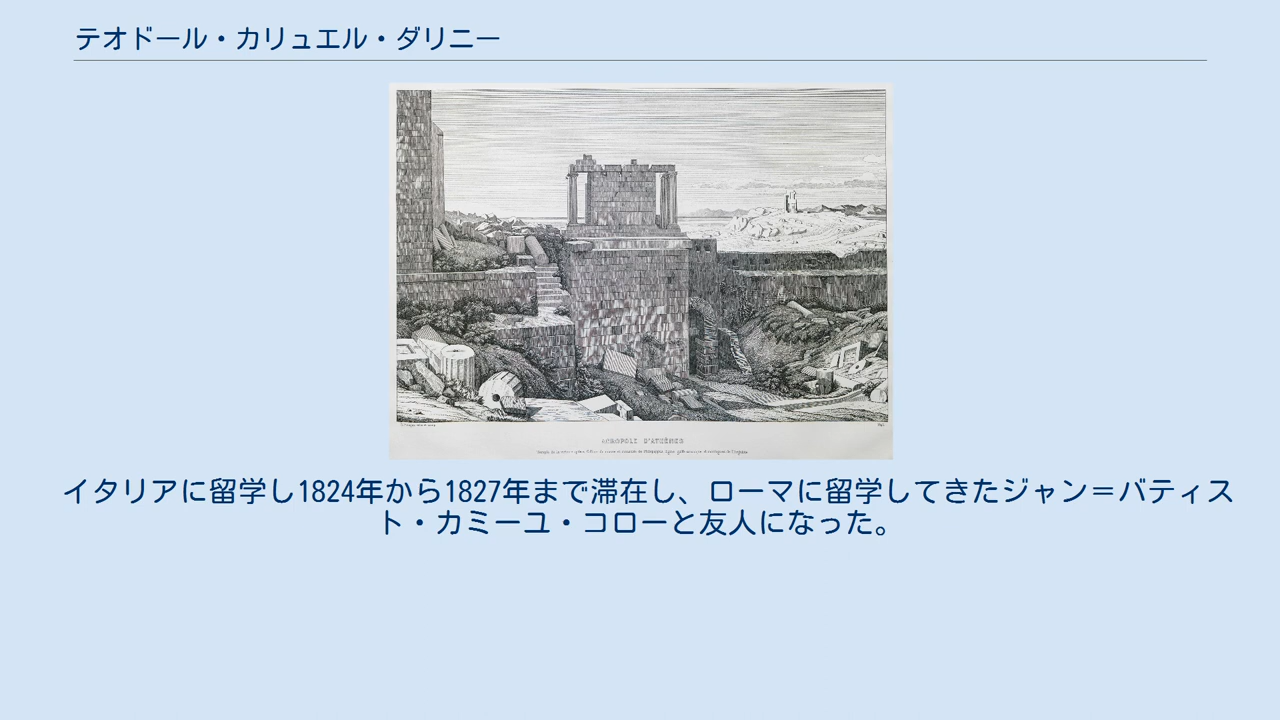 テオドール・カリュエル・ダリニー
ACROPOLE D'ATHÈNES
イタリアに留学し1824年から1827年まで滞在し、ローマに留学してきたジャン＝バティス
ト・カミーユ・コローと友人になった。